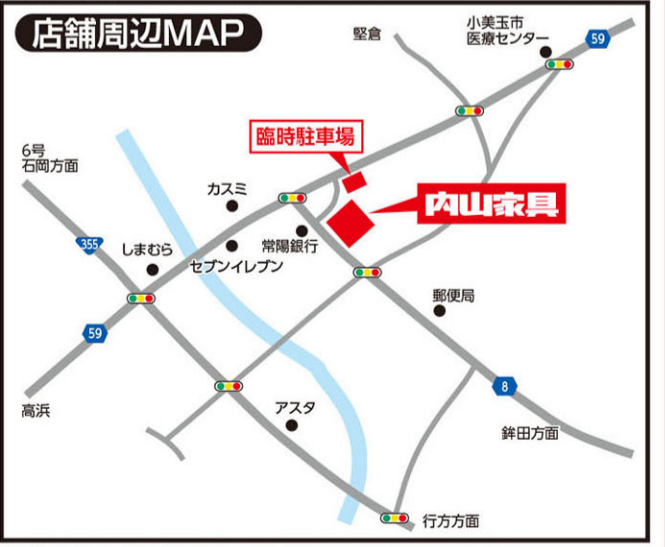 店舗周辺MAP
小美玉市
医療センター
堅倉
59
臨時駐車場
6号
石岡方面
カスミ
内山家具
355
しまむら
セブンイレブン
常陽銀行
郵便局
59
8
高浜
アスタ
鉾田方面
行方方面